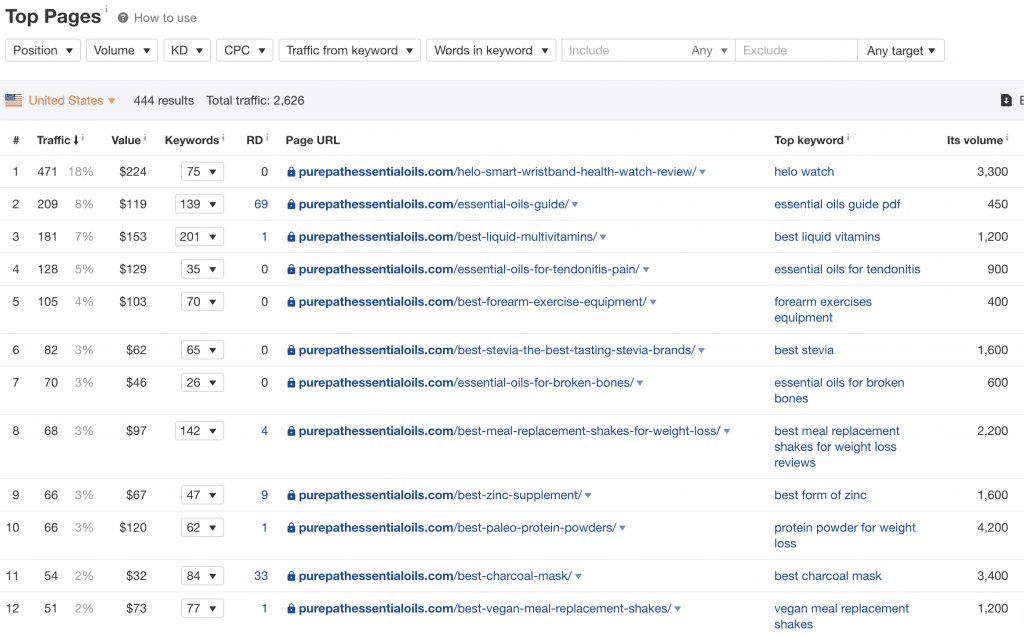 Top Pages i ? How to use
Position ▼ Volume ▼ KD ▼ CPC ▼ Traffic from keyword ▼ Words in keyword ▼ Include Any ▼ Exclude Any target ▼
United States ▼ 444 results Total traffic: 2,626 E
# Traffic ↓ i Value i Keywords i RD i Page URL Top keyword i Its volume i
1 471 18% $224 75 ▼ 0 purepathessentialoils.com/helo-smart-wristband-health-watch-review/ ▼ helo watch 3,300
2 209 8% $119 139 ▼ 69 purepathessentialoils.com/essential-oils-guide/ ▼ essential oils guide pdf 450
3 181 7% $153 201 ▼ 1 purepathessentialoils.com/best-liquid-multivitamins/ ▼ best liquid vitamins 1,200
4 128 5% $129 35 ▼ 0 purepathessentialoils.com/essential-oils-for-tendonitis-pain/ ▼ essential oils for tendonitis 900
5 105 4% $103 70 ▼ 0 purepathessentialoils.com/best-forearm-exercise-equipment/ ▼ forearm exercises 400
equipment
6 82 3% $62 65 ▼ 0 purepathessentialoils.com/best-stevia-the-best-tasting-stevia-brands/ ▼ best stevia 1,600
7 70 3% $46 26 ▼ 0 purepathessentialoils.com/essential-oils-for-broken-bones/ ▼ essential oils for broken 600
bones
8 68 3% $97 142 ▼ 4 purepathessentialoils.com/best-meal-replacement-shakes-for-weight-loss/ ▼ best meal replacement 2,200
shakes for weight loss
reviews
9 66 3% $67 47 ▼ 9 purepathessentialoils.com/best-zinc-supplement/ ▼ best form of zinc 1,600
10 66 3% $120 62 ▼ 1 purepathessentialoils.com/best-paleo-protein-powders/ ▼ protein powder for weight 4,200
loss
11 54 2% $32 84 ▼ 33 purepathessentialoils.com/best-charcoal-mask/ ▼ best charcoal mask 3,400
12 51 2% $73 77 ▼ 1 purepathessentialoils.com/best-vegan-meal-replacement-shakes/ ▼ vegan meal replacement 1,200
shakes